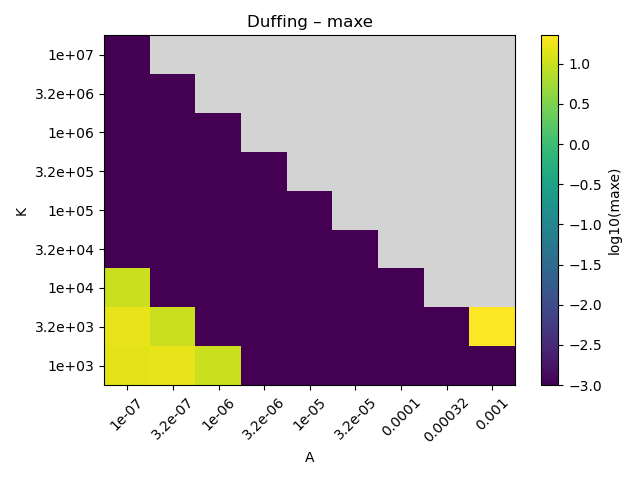 Duffing – maxe
K
1e+07
3.2e+06
1e+06
3.2e+05
1e+05
3.2e+04
1e+04
3.2e+03
1e+03
1e-07
3.2e-07
1e-06
3.2e-06
1e-05
3.2e-05
0.0001
0.00032
0.001
A
1.0
0.5
0.0
−0.5
−1.0
−1.5
−2.0
−2.5
−3.0
log10(maxe)